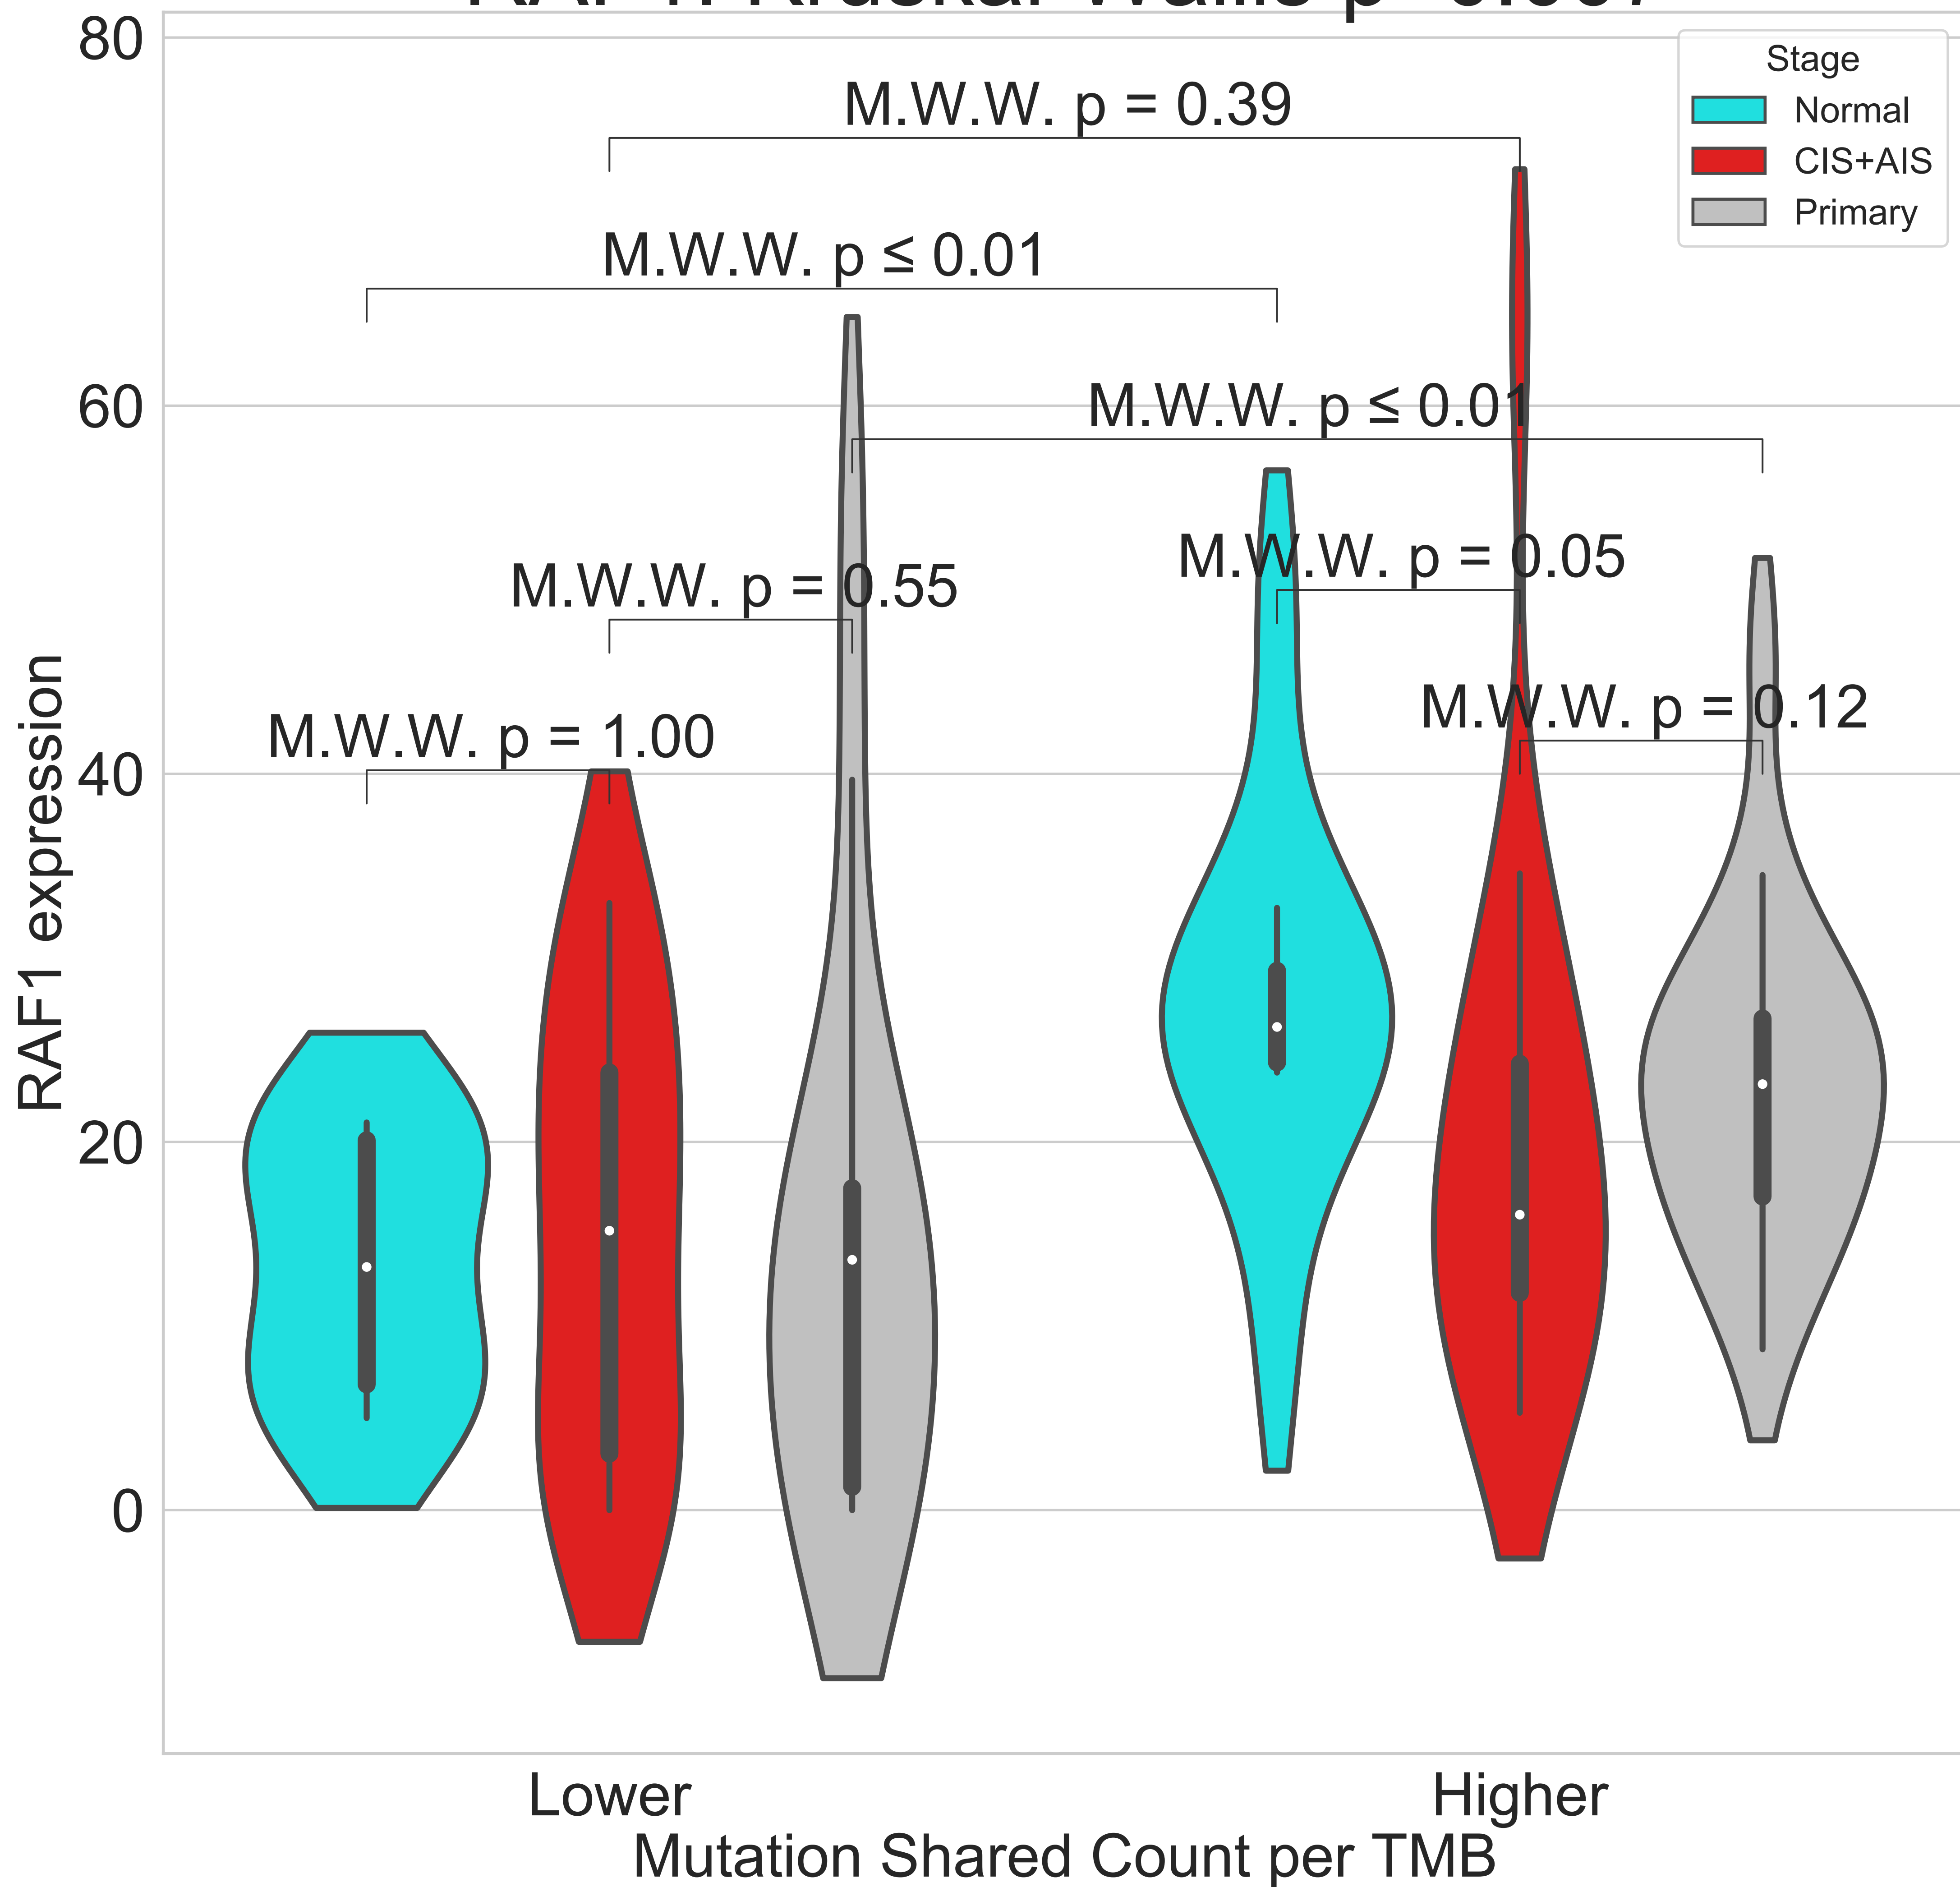 80
Stage
Normal
CIS+AIS
Primary
M.W.W. p = 0.39
M.W.W. p ≤ 0.01
60
M.W.W. p ≤ 0.01
M.W.W. p = 0.05
M.W.W. p = 0.55
M.W.W. p = 0.12
M.W.W. p = 1.00
40
RAF1 expression
20
0
Lower
Higher
Mutation Shared Count per TMB